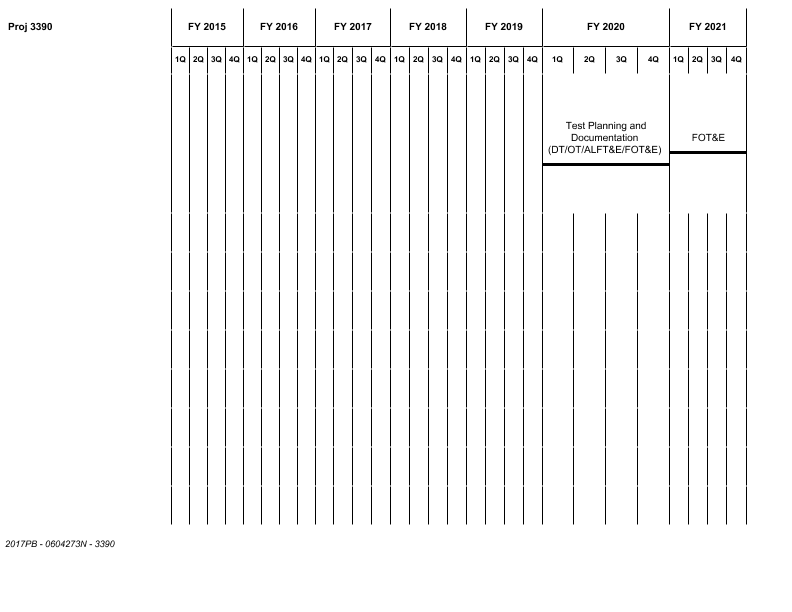 Proj 3390 FY 2015 FY 2016 FY 2017 FY 2018 FY 2019 FY 2020 FY 2021
1Q 2Q 3Q 4Q 1Q 2Q 3Q 4Q 1Q 2Q 3Q 4Q 1Q 2Q 3Q 4Q 1Q 2Q 3Q 4Q 1Q 2Q 3Q 4Q 1Q 2Q 3Q 4Q
Test Planning and
Documentation
(DT/OT/ALFT&E/FOT&E)
FOT&E
2017PB - 0604273N - 3390